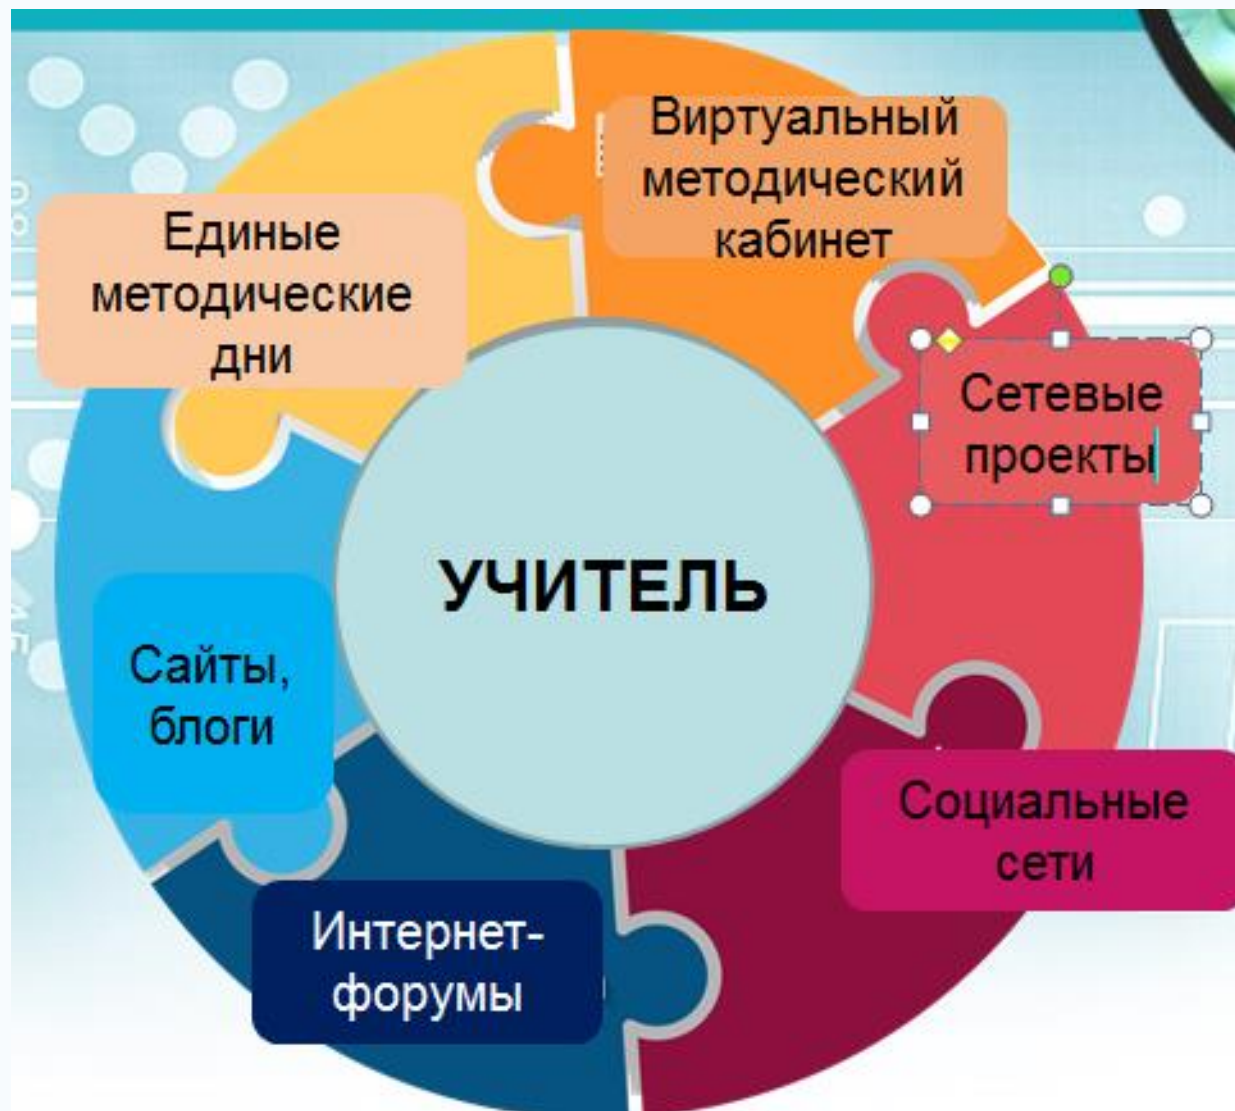 Виртуальный
методический
кабинет
Единые
методические
дни
Сетевые
проекты
УЧИТЕЛЬ
Сайты,
блоги
Социальные
сети
Интернет-
форумы